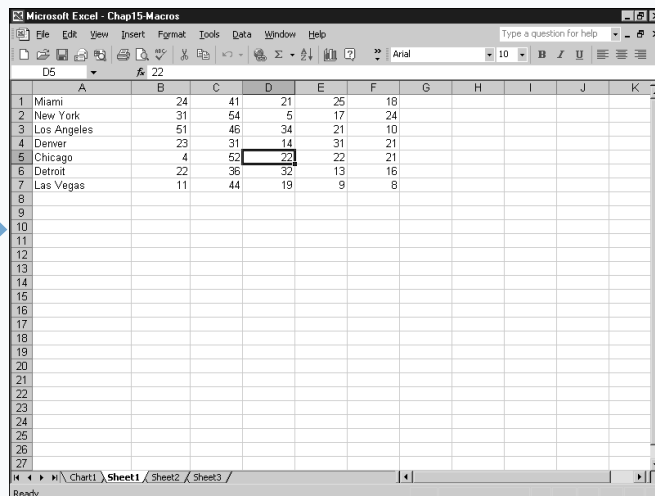 Microsoft Excel - Chap15-Macros
File Edit View Insert Format Tools Data Window Help Type a question for help
Arial 10 B I U
D5 fx 22
A B C D E F G H I J K
1 Miami 24 41 21 25 18
2 New York 31 54 5 17 24
3 Los Angeles 51 46 34 21 10
4 Denver 23 31 14 31 21
5 Chicago 4 52 22 22 21
6 Detroit 22 36 32 13 16
7 Las Vegas 11 44 19 9 8
8
9
10
11
12
13
14
15
16
17
18
19
20
21
22
23
24
25
26
27
Chart1 Sheet1 Sheet2 Sheet3
Ready